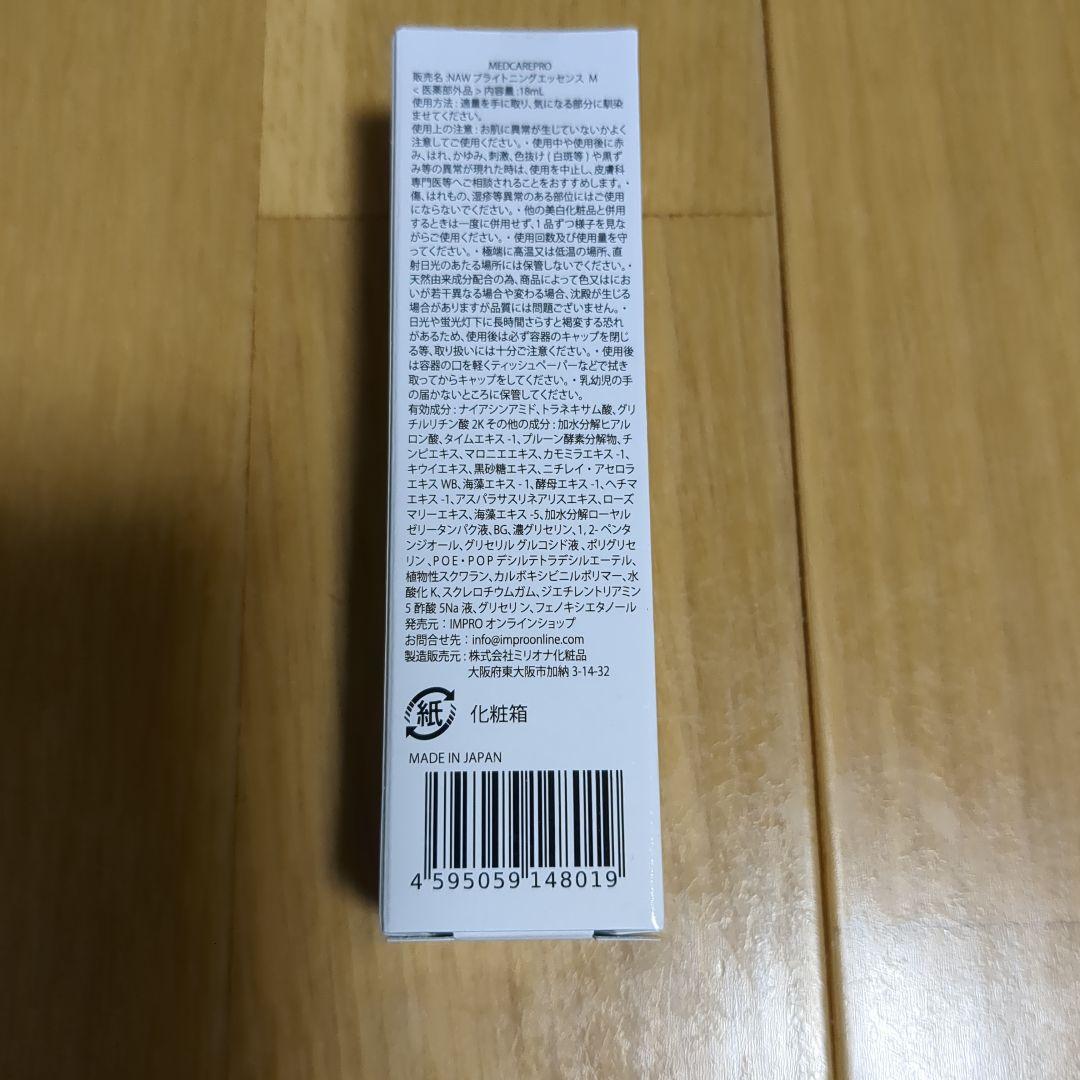 MEDCAREPRO
販売名:NAW ブライトニングエッセンス M
<医薬部外品>内容量:18mL
使用方法:適量を手に取り、気になる部分に馴染
ませてください。
使用上の注意:お肌に異常が生じていないかよく
注意してご使用ください。・使用中や使用後に赤
み、はれ、かゆみ、刺激、色抜け(白斑等)や黒ず
み等の異常が現れた時は、使用を中止し、皮膚科
専門医等へご相談されることをおすすめします。・
傷、はれもの、湿疹等異常のある部位にはご使用
にならないでください。・他の美白化粧品と併用
するときは一度に併用せず、1品ずつ様子を見な
がらご使用ください。・使用回数及び使用量を守
ってください。・極端に高温又は低温の場所、直
射日光のあたる場所には保管しないでください。・
天然由来成分配合の為、商品によって色又はにお
いが若干異なる場合や変わる場合、沈殿が生じる
場合がありますが品質には問題ございません。・
日光や蛍光灯下に長時間さらすと褐変する恐れ
があるため、使用後は必ず容器のキャップを閉じ
る等、取り扱いには十分ご注意ください。・使用後
は容器の口を軽くティッシュペーパーなどで拭き
取ってからキャップをしてください。・乳幼児の手
の届かないところに保管してください。
有効成分:ナイアシンアミド、トラネキサム酸、グリ
チルリチン酸 2K その他の成分:加水分解ヒアル
ロン酸、タイムエキス -1、プルーン酵素分解物、チ
ンピエキス、マロニエエキス、カモミラエキス -1、
キウイエキス、黒砂糖エキス、ニチレイ・アセロラ
エキス WB、海藻エキス -1、酵母エキス -1、ヘチマ
エキス -1、アスパラサスリネアリスエキス、ローズ
マリーエキス、海藻エキス -5、加水分解ローヤル
ゼリータンパク液、BG、濃グリセリン、1, 2- ペンタ
ンジオール、グリセリル グルコシド液、ポリグリセ
リン、POE・POP デシルテトラデシルエーテル、
植物性スクワラン、カルボキシビニルポリマー、水
酸化 K、スクレロチウムガム、ジエチレントリアミン
5 酢酸 5Na 液、グリセリン、フェノキシエタノール
発売元:IMPRO オンラインショップ
お問合せ先:info@improonline.com
製造販売元:株式会社ミリオナ化粧品
大阪府東大阪市加納 3-14-32
紙 化粧箱
MADE IN JAPAN
4 595059 148019